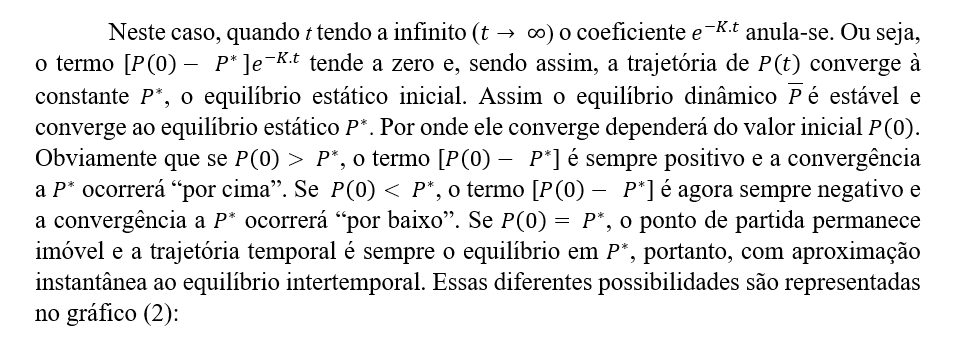 Neste caso, quando t tendo a infinito (t → ∞) o coeficiente e^{−K.t} anula-se. Ou seja,
o termo [P(0) − P*]e^{−K.t} tende a zero e, sendo assim, a trajetória de P(t) converge à
constante P*, o equilíbrio estático inicial. Assim o equilíbrio dinâmico P̅ é estável e
converge ao equilíbrio estático P*. Por onde ele converge dependerá do valor inicial P(0).
Obviamente que se P(0) > P*, o termo [P(0) − P*] é sempre positivo e a convergência
a P* ocorrerá “por cima”. Se P(0) < P*, o termo [P(0) − P*] é agora sempre negativo e
a convergência a P* ocorrerá “por baixo”. Se P(0) = P*, o ponto de partida permanece
imóvel e a trajetória temporal é sempre o equilíbrio em P*, portanto, com aproximação
instantânea ao equilíbrio intertemporal. Essas diferentes possibilidades são representadas
no gráfico (2):